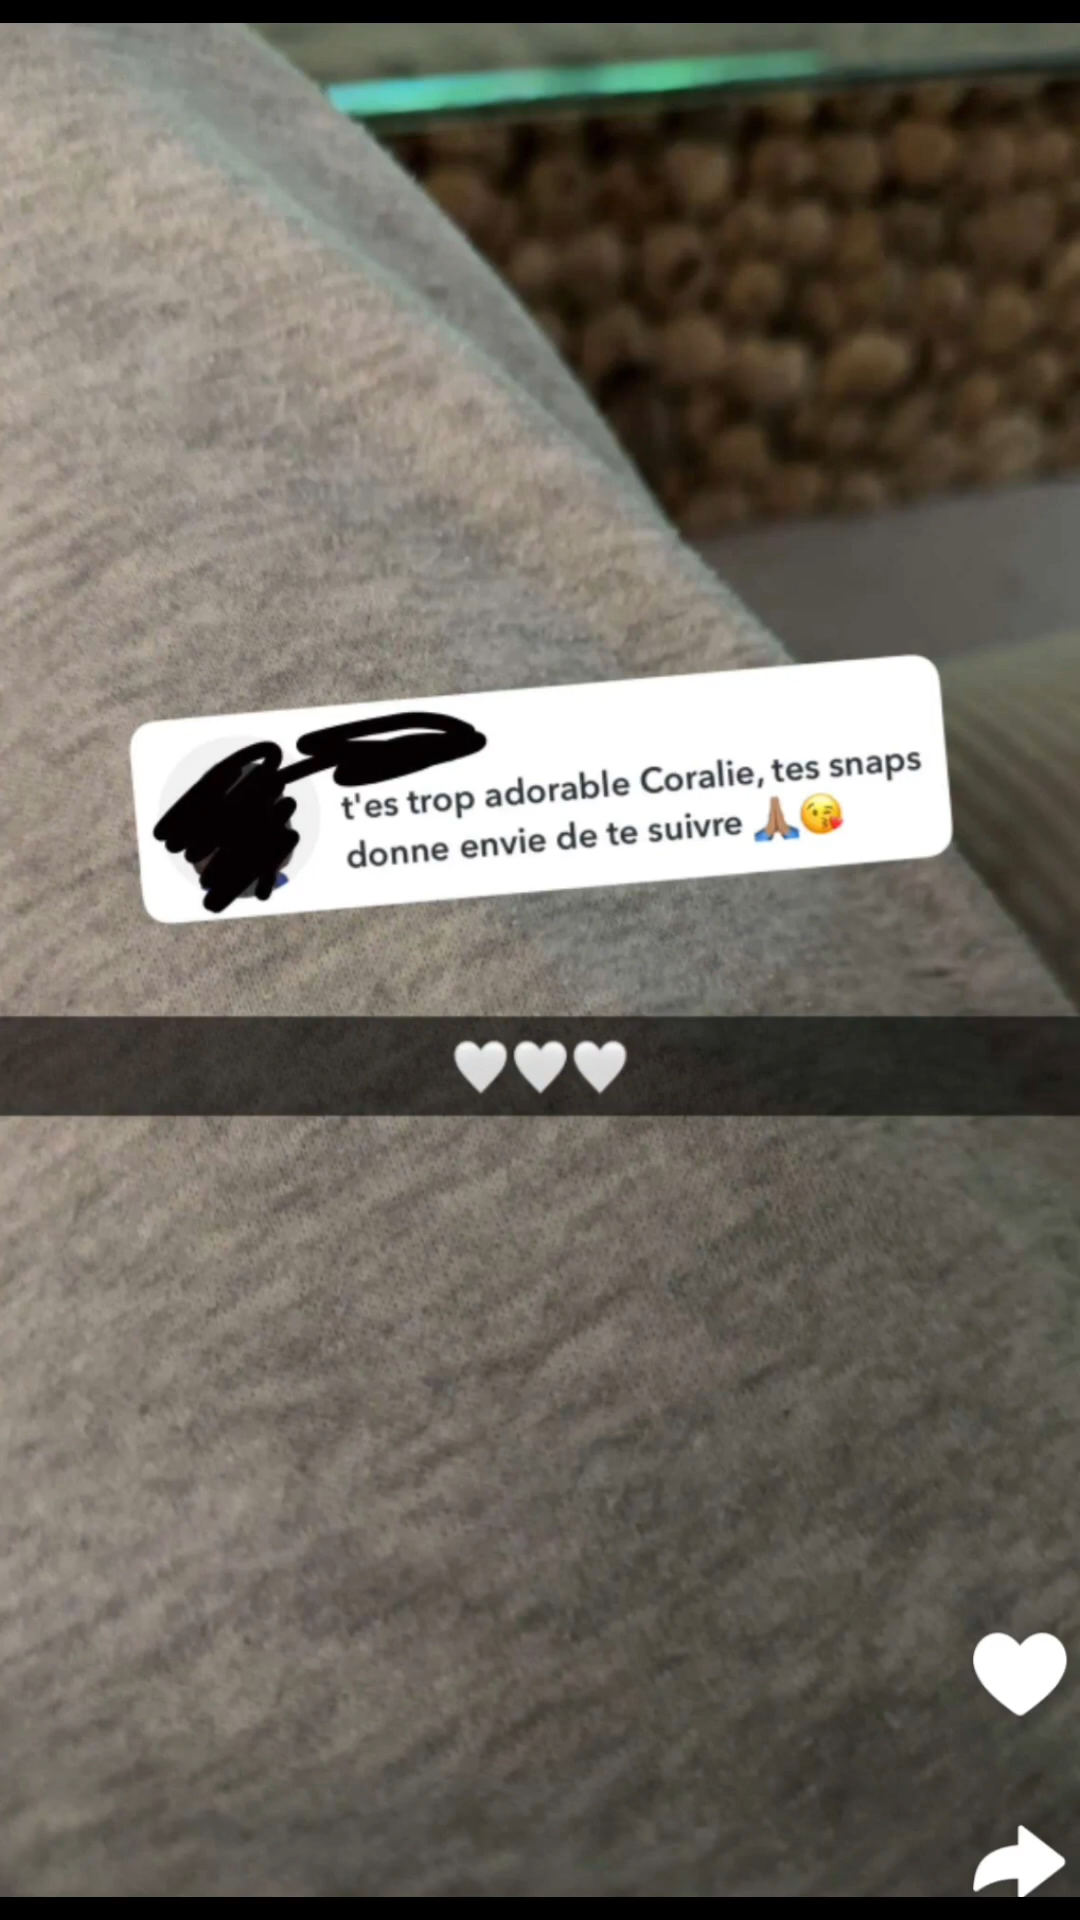 t'es trop adorable Coralie, tes snaps
donne envie de te suivre 🙏🏽😘
🤍🤍🤍